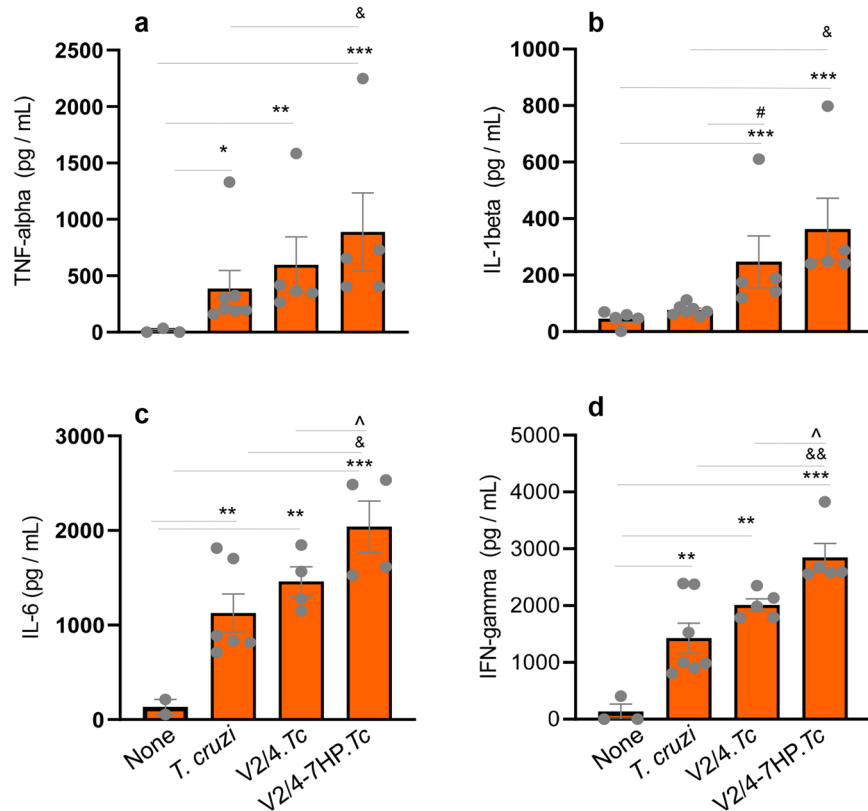 a
TNF-alpha (pg / mL)
2500
2000
1500
1000
500
0
*
**
***
&
b
IL-1beta (pg / mL)
1000
800
600
400
200
0
***
#
***
&
c
IL-6 (pg / mL)
3000
2000
1000
0
**
**
***
&
^
None
T. cruzi
V2/4.Tc
V2/4-7HP.Tc
d
IFN-gamma (pg / mL)
5000
4000
3000
2000
1000
0
**
**
***
&&
^
None
T. cruzi
V2/4.Tc
V2/4-7HP.Tc